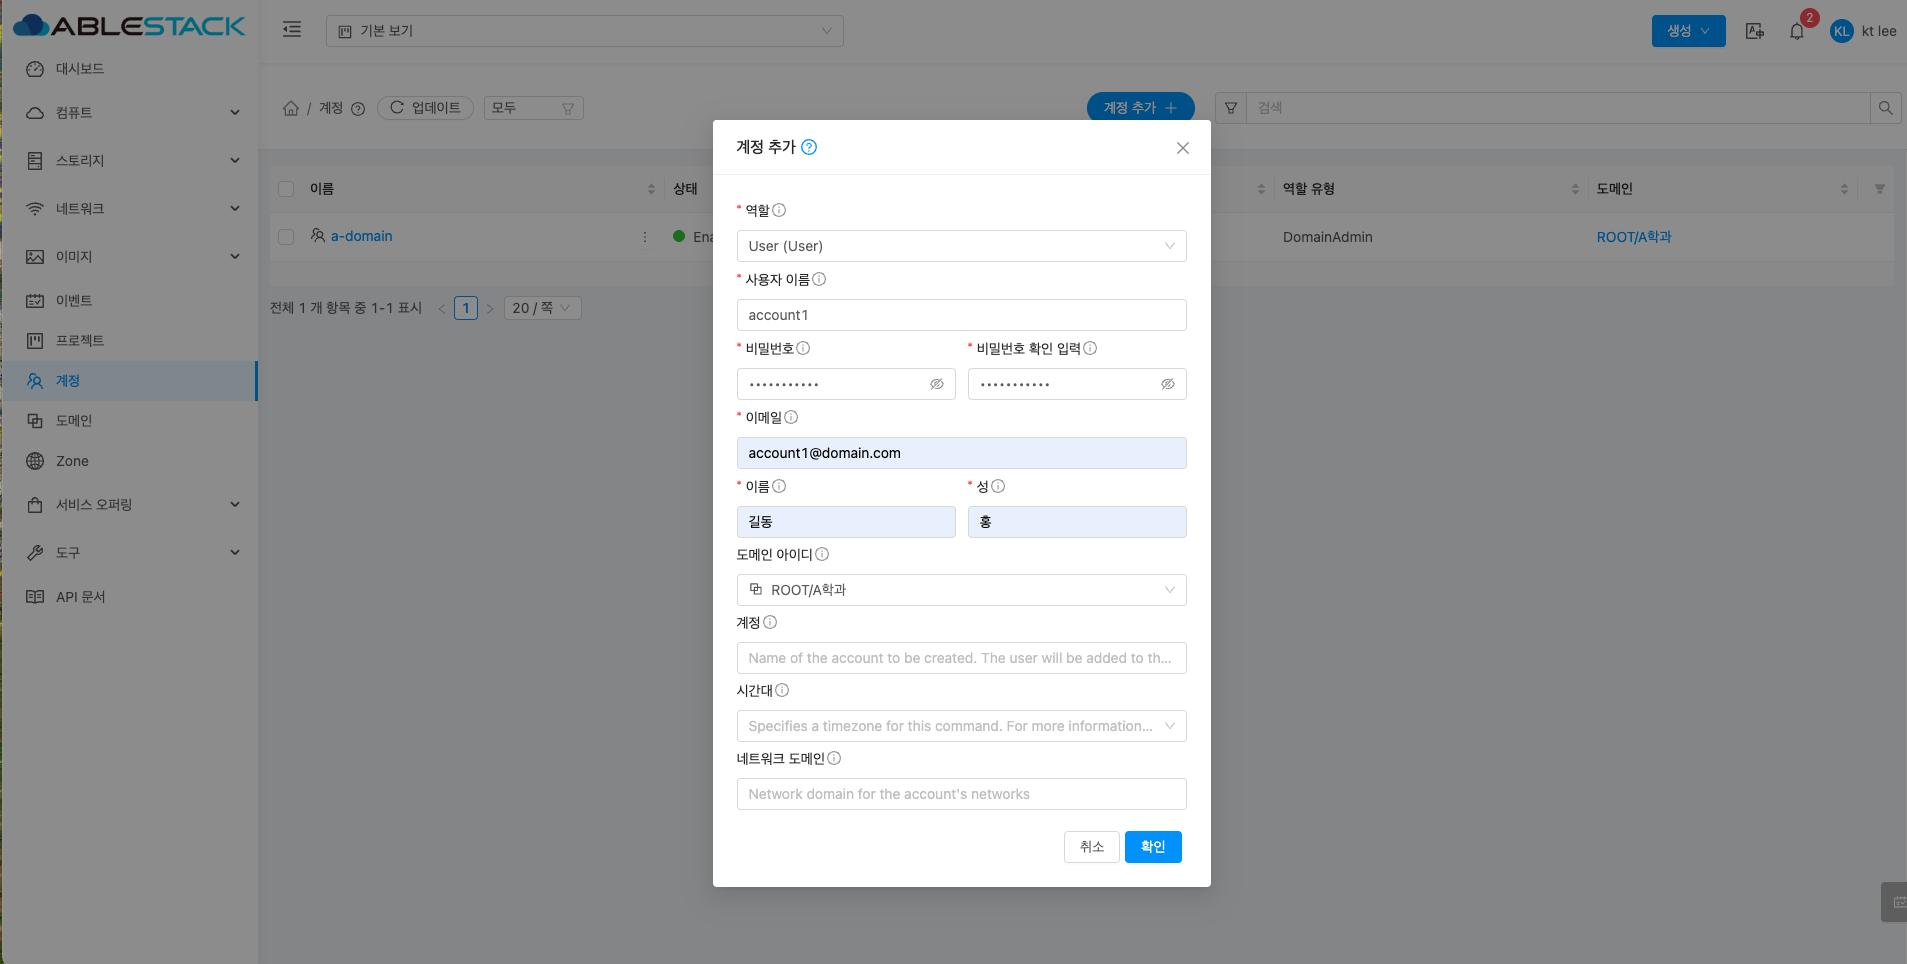 ABLESTACK
기본 보기
생성
2
KL
kt lee
대시보드
컴퓨트
스토리지
네트워크
이미지
이벤트
프로젝트
계정
도메인
Zone
서비스 오퍼링
도구
API 문서
/ 계정
업데이트
모두
계정 추가
검색
이름
상태
역할 유형
도메인
a-domain
Ena
DomainAdmin
ROOT/A학과
전체 1 개 항목 중 1-1 표시
1
20 / 쪽
계정 추가
* 역할
User (User)
* 사용자 이름
account1
* 비밀번호
* 비밀번호 확인 입력
•••••••••••
•••••••••••
* 이메일
account1@domain.com
* 이름
* 성
길동
홍
도메인 아이디
ROOT/A학과
계정
Name of the account to be created. The user will be added to th...
시간대
Specifies a timezone for this command. For more information...
네트워크 도메인
Network domain for the account's networks
취소
확인